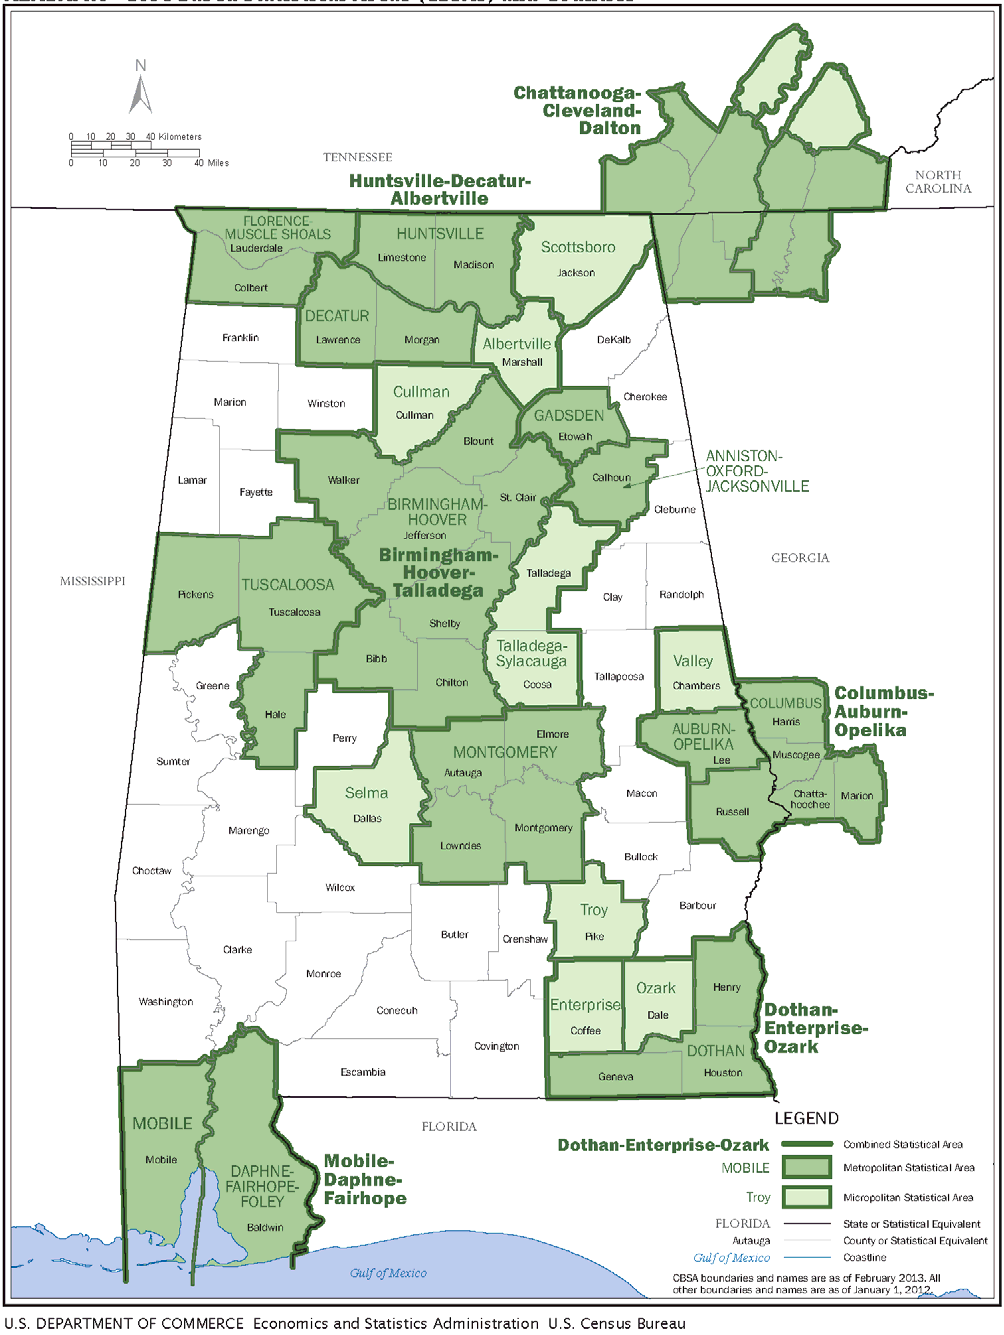 N
0 10 20 30 40 Kilometers
0 10 20 30 40 Miles
Chattanooga-
Cleveland-
Dalton
TENNESSEE
NORTH
CAROLINA
Huntsville-Decatur-
Albertville
FLORENCE-
MUSCLE SHOALS
Lauderdale
Colbert
HUNTSVILLE
Limestone
Madison
Scottsboro
Jackson
DECATUR
Lawrence
Morgan
Albertville
Marshall
Franklin
DeKalb
Marion
Winston
Cullman
Cullman
Cherokee
GADSDEN
Etowah
Blount
Lamar
Fayette
Walker
St. Clair
Calhoun
ANNISTON-
OXFORD-
JACKSONVILLE
Cleburne
BIRMINGHAM-
HOOVER
Jefferson
Birmingham-
Hoover-
Talladega
MISSISSIPPI
GEORGIA
Pickens
TUSCALOOSA
Tuscaloosa
Talladega
Clay
Randolph
Shelby
Bibb
Chilton
Talladega-
Sylacauga
Coosa
Tallapoosa
Valley
Chambers
Greene
Hale
Perry
Sumter
COLUMBUS
Harris
Columbus-
Auburn-
Opelika
AUBURN-
OPELIKA
Lee
Muscogee
Chatta-
hoochee
Marion
MONTGOMERY
Elmore
Autauga
Selma
Dallas
Macon
Russell
Lowndes
Montgomery
Marengo
Choctaw
Bullock
Wilcox
Barbour
Troy
Pike
Butler
Crenshaw
Clarke
Monroe
Conecuh
Washington
Enterprise
Coffee
Ozark
Dale
Henry
Dothan-
Enterprise-
Ozark
Covington
Escambia
Geneva
DOTHAN
Houston
FLORIDA
MOBILE
Mobile
DAPHNE-
FAIRHOPE-
FOLEY
Baldwin
Mobile-
Daphne-
Fairhope
Gulf of Mexico
LEGEND
Dothan-Enterprise-Ozark Combined Statistical Area
MOBILE Metropolitan Statistical Area
Troy Micropolitan Statistical Area
FLORIDA State or Statistical Equivalent
Autauga County or Statistical Equivalent
Gulf of Mexico Coastline
CBSA boundaries and names are as of February 2013. All
other boundaries and names are as of January 1, 2012.
U.S. DEPARTMENT OF COMMERCE Economics and Statistics Administration U.S. Census Bureau